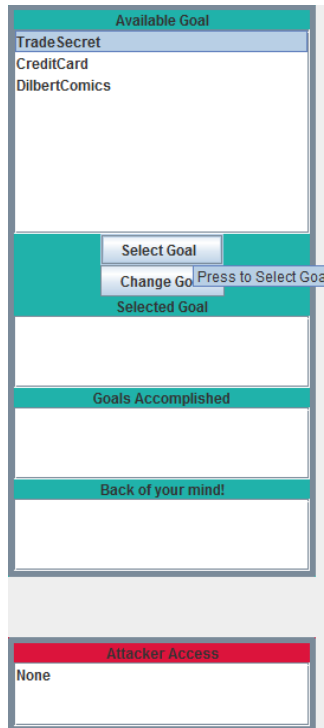 Available Goal
TradeSecret
CreditCard
DilbertComics
Select Goal
Change Go
Press to Select Goa
Selected Goal
Goals Accomplished
Back of your mind!
Attacker Access
None